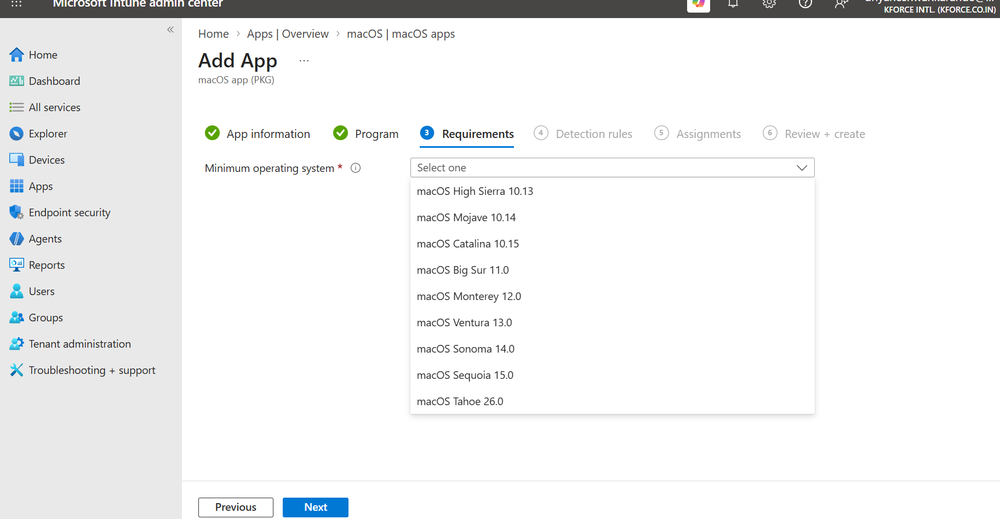 Microsoft Intune admin center
KFORCE INTL. (KFORCE.CO.IN)
Home > Apps | Overview > macOS | macOS apps
Add App ...
macOS app (PKG)
Home
Dashboard
All services
Explorer
Devices
Apps
Endpoint security
Agents
Reports
Users
Groups
Tenant administration
Troubleshooting + support
App information
Program
3 Requirements
4 Detection rules
5 Assignments
6 Review + create
Minimum operating system *
Select one
macOS High Sierra 10.13
macOS Mojave 10.14
macOS Catalina 10.15
macOS Big Sur 11.0
macOS Monterey 12.0
macOS Ventura 13.0
macOS Sonoma 14.0
macOS Sequoia 15.0
macOS Tahoe 26.0
Previous
Next